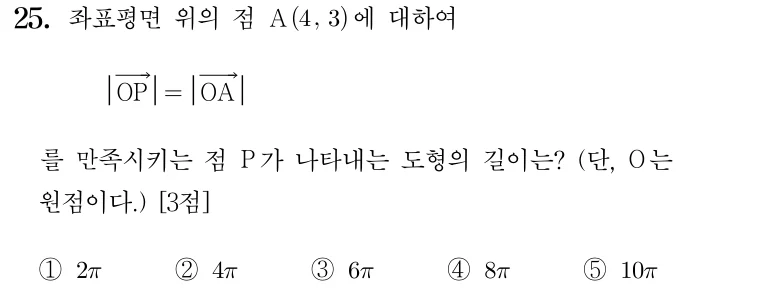 25. 좌표평면 위의 점 A(4, 3)에 대하여
|\overrightarrow{OP}| = |\overrightarrow{OA}|
를 만족시키는 점 P가 나타내는 도형의 길이는? (단, O는
원점이다.) [3점]
① 2π ② 4π ③ 6π ④ 8π ⑤ 10π